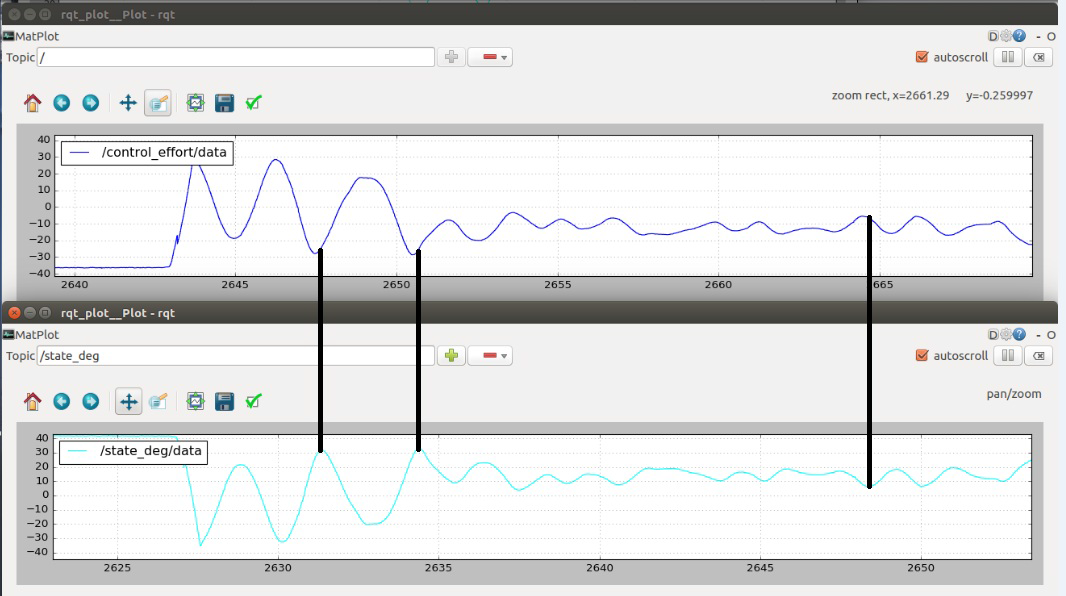 rqt_plot__Plot - rqt
MatPlot
D ? - O
Topic /
autoscroll
zoom rect, x=2661.29 y=-0.259997
/control_effort/data
40
30
20
10
0
−10
−20
−30
−40
2640 2645 2650 2655 2660 665
rqt_plot__Plot - rqt
MatPlot
D ? - O
Topic /state_deg
autoscroll
pan/zoom
/state_deg/data
40
30
20
10
0
−10
−20
−30
−40
2625 2630 2635 2640 2645 2650